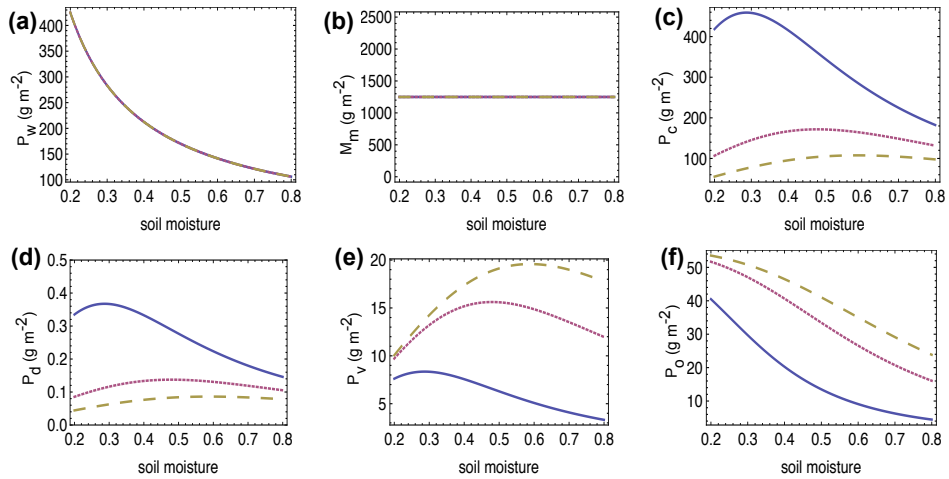 (a)
P_w (g m⁻²)
400
350
300
250
200
150
100
0.2 0.3 0.4 0.5 0.6 0.7 0.8
soil moisture
(b)
M_m (g m⁻²)
2500
2000
1500
1000
500
0
0.2 0.3 0.4 0.5 0.6 0.7 0.8
soil moisture
(c)
P_c (g m⁻²)
400
300
200
100
0.2 0.3 0.4 0.5 0.6 0.7 0.8
soil moisture
(d)
P_d (g m⁻²)
0.5
0.4
0.3
0.2
0.1
0.0
0.2 0.3 0.4 0.5 0.6 0.7 0.8
soil moisture
(e)
P_v (g m⁻²)
20
15
10
5
0.2 0.3 0.4 0.5 0.6 0.7 0.8
soil moisture
(f)
P_o (g m⁻²)
50
40
30
20
10
0.2 0.3 0.4 0.5 0.6 0.7 0.8
soil moisture